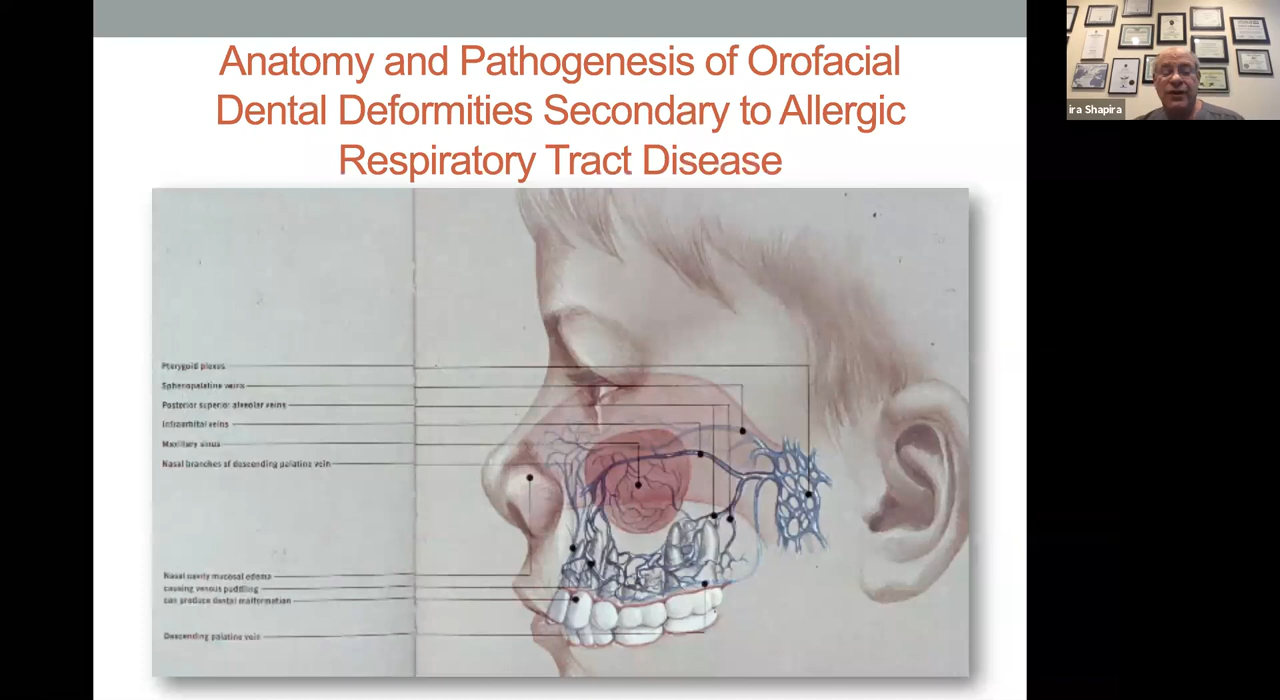 Anatomy and Pathogenesis of Orofacial
Dental Deformities Secondary to Allergic
Respiratory Tract Disease
ira Shapira
Pterygoid plexus
Sphenopalatine veins
Posterior superior alveolar veins
Infraorbital veins
Maxillary sinus
Nasal branches of descending palatine vein
Nasal cavity mucosal edema
causing venous puddling
can produce dental malformation
Descending palatine vein